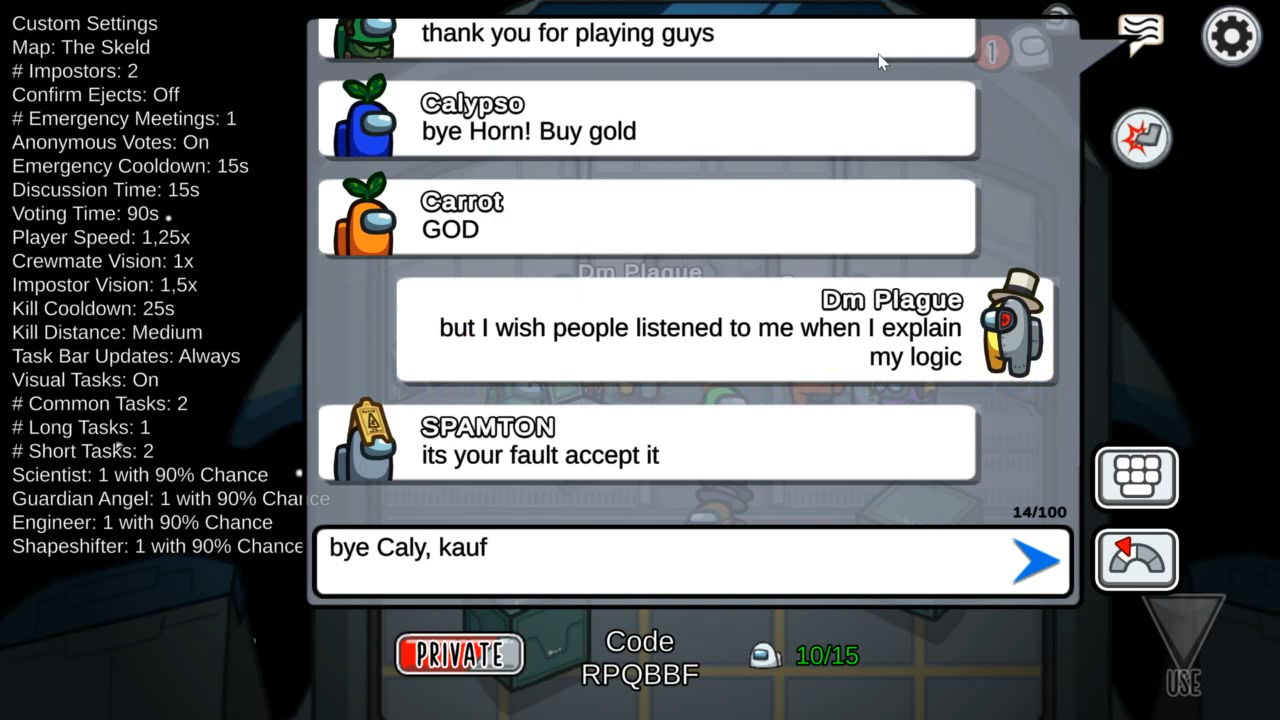 Custom Settings
Map: The Skeld
# Impostors: 2
Confirm Ejects: Off
# Emergency Meetings: 1
Anonymous Votes: On
Emergency Cooldown: 15s
Discussion Time: 15s
Voting Time: 90s
Player Speed: 1,25x
Crewmate Vision: 1x
Impostor Vision: 1,5x
Kill Cooldown: 25s
Kill Distance: Medium
Task Bar Updates: Always
Visual Tasks: On
# Common Tasks: 2
# Long Tasks: 1
# Short Tasks: 2
Scientist: 1 with 90% Chance
Guardian Angel: 1 with 90% Chance
Engineer: 1 with 90% Chance
Shapeshifter: 1 with 90% Chance
thank you for playing guys
1
Calypso
bye Horn! Buy gold
Carrot
GOD
Dm Plague
Dm Plague
but I wish people listened to me when I explain
my logic
SPAMTON
its your fault accept it
14/100
bye Caly, kauf
PRIVATE
Code
RPQBBF
10/15
USE